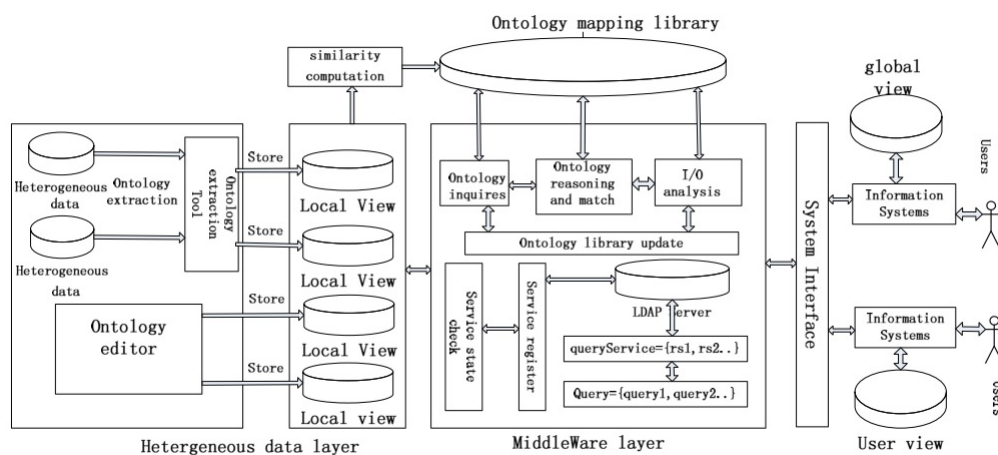 Ontology mapping library
similarity
computation
global
view
Users
Heterogeneous
data
Ontology
extraction
Ontology
extraction
Tool
Store
Local View
Heterogeneous
data
Store
Local View
Ontology
editor
Store
Local View
Store
Local view
Hetergeneous data layer
Ontology
inquires
Ontology
reasoning
and match
I/O
analysis
Ontology library update
Service state
check
Service register
LDAP Server
queryService={rs1,rs2..}
Query={query1,query2..}
MiddleWare layer
System Interface
Information
Systems
Information
Systems
Users
User view